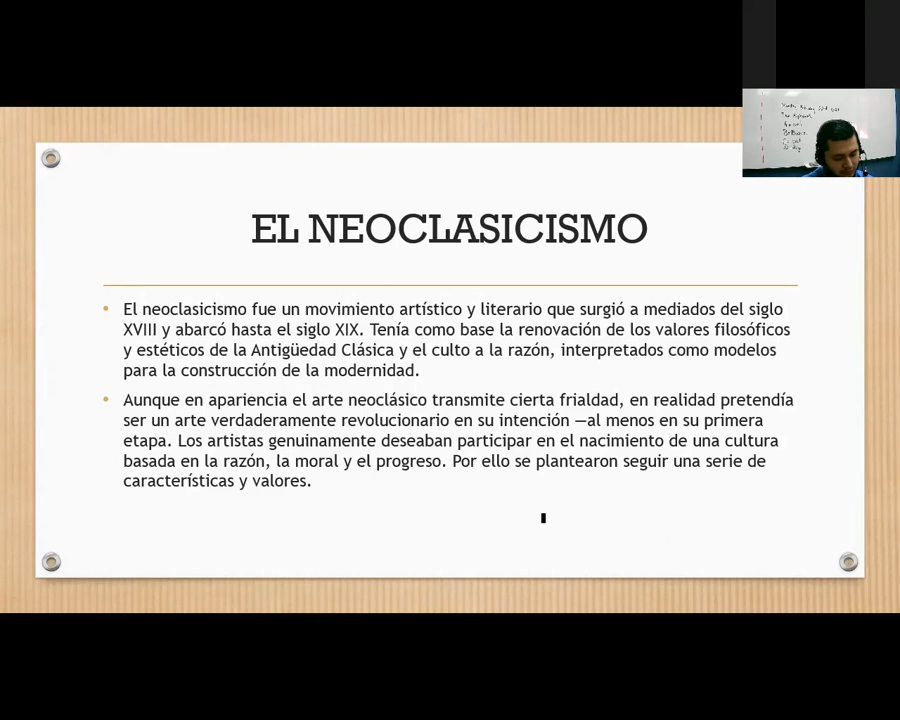 EL NEOCLASICISMO
• El neoclasicismo fue un movimiento artístico y literario que surgió a mediados del siglo
XVIII y abarcó hasta el siglo XIX. Tenía como base la renovación de los valores filosóficos
y estéticos de la Antigüedad Clásica y el culto a la razón, interpretados como modelos
para la construcción de la modernidad.
• Aunque en apariencia el arte neoclásico transmite cierta frialdad, en realidad pretendía
ser un arte verdaderamente revolucionario en su intención —al menos en su primera
etapa. Los artistas genuinamente deseaban participar en el nacimiento de una cultura
basada en la razón, la moral y el progreso. Por ello se plantearon seguir una serie de
características y valores.